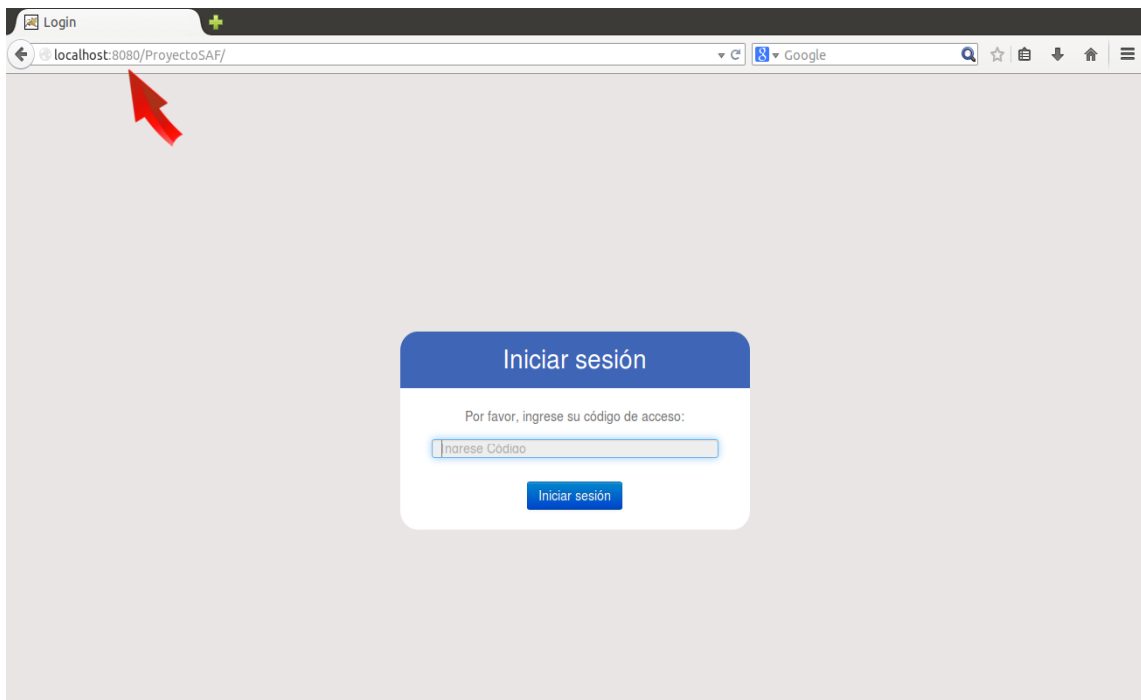 Login
localhost:8080/ProyectoSAF/
Google
Iniciar sesión
Por favor, ingrese su código de acceso:
Ingrese Código
Iniciar sesión